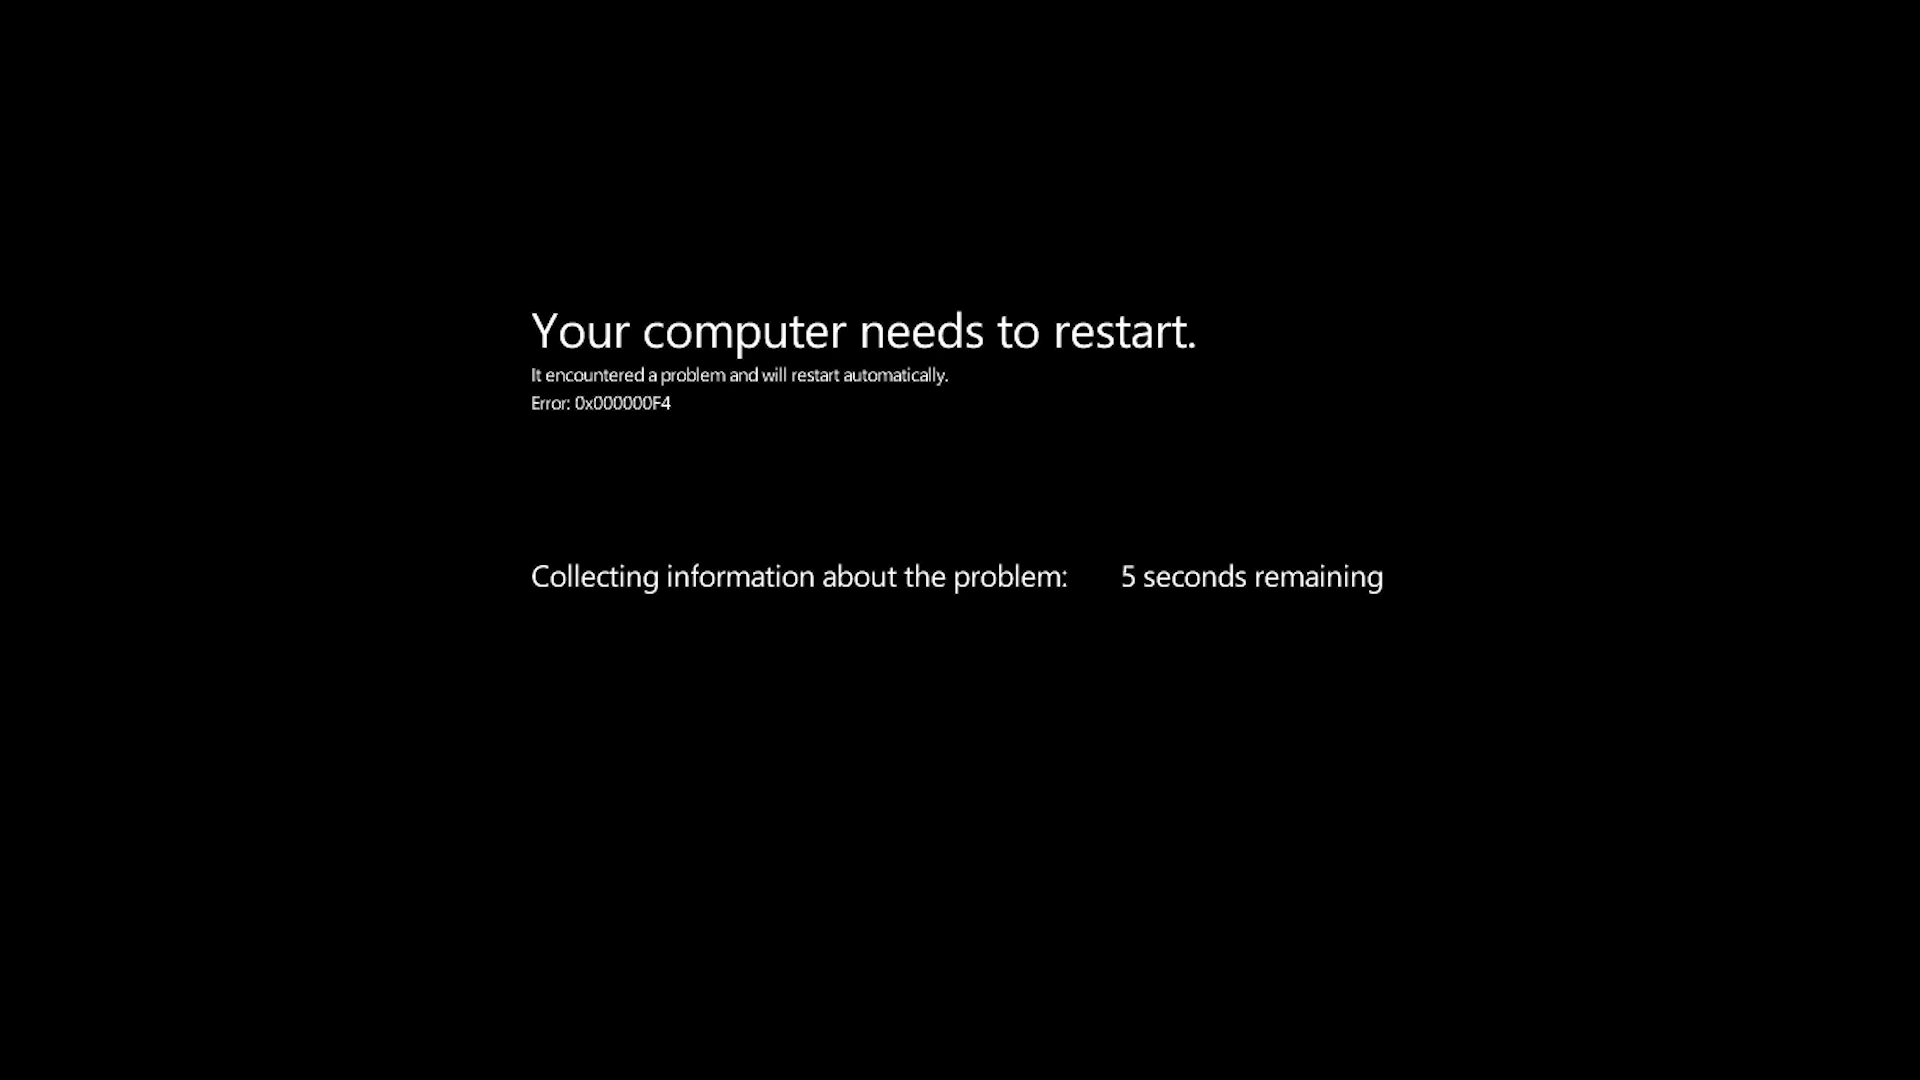 Your computer needs to restart.
It encountered a problem and will restart automatically.
Error: 0x000000F4
Collecting information about the problem: 5 seconds remaining